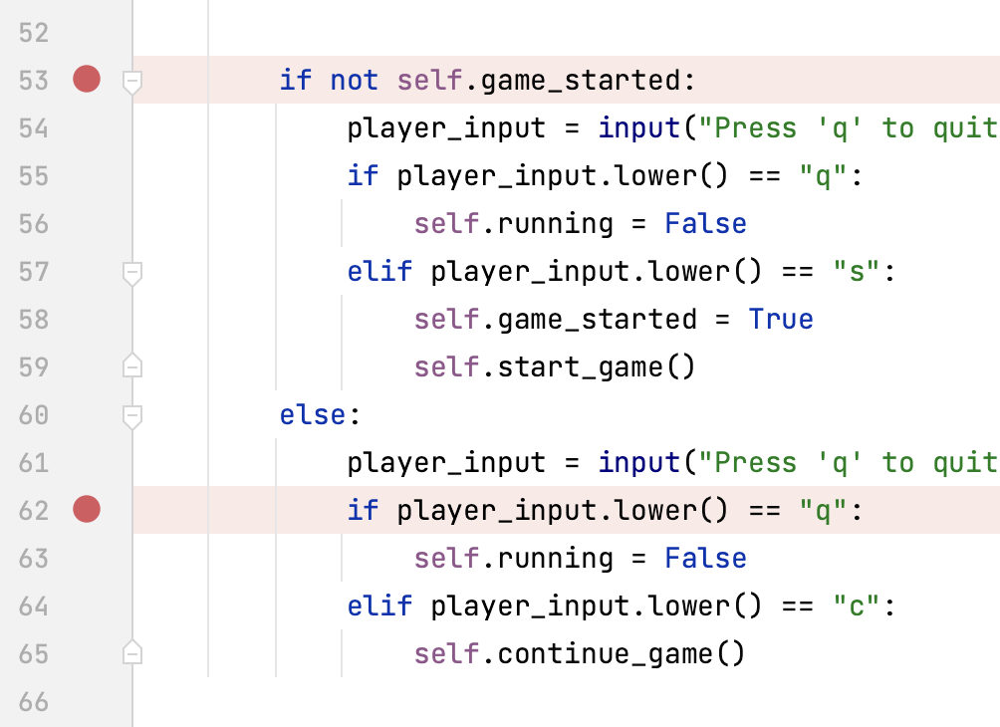 52
53 if not self.game_started:
54 player_input = input("Press 'q' to quit
55 if player_input.lower() == "q":
56 self.running = False
57 elif player_input.lower() == "s":
58 self.game_started = True
59 self.start_game()
60 else:
61 player_input = input("Press 'q' to quit
62 if player_input.lower() == "q":
63 self.running = False
64 elif player_input.lower() == "c":
65 self.continue_game()
66